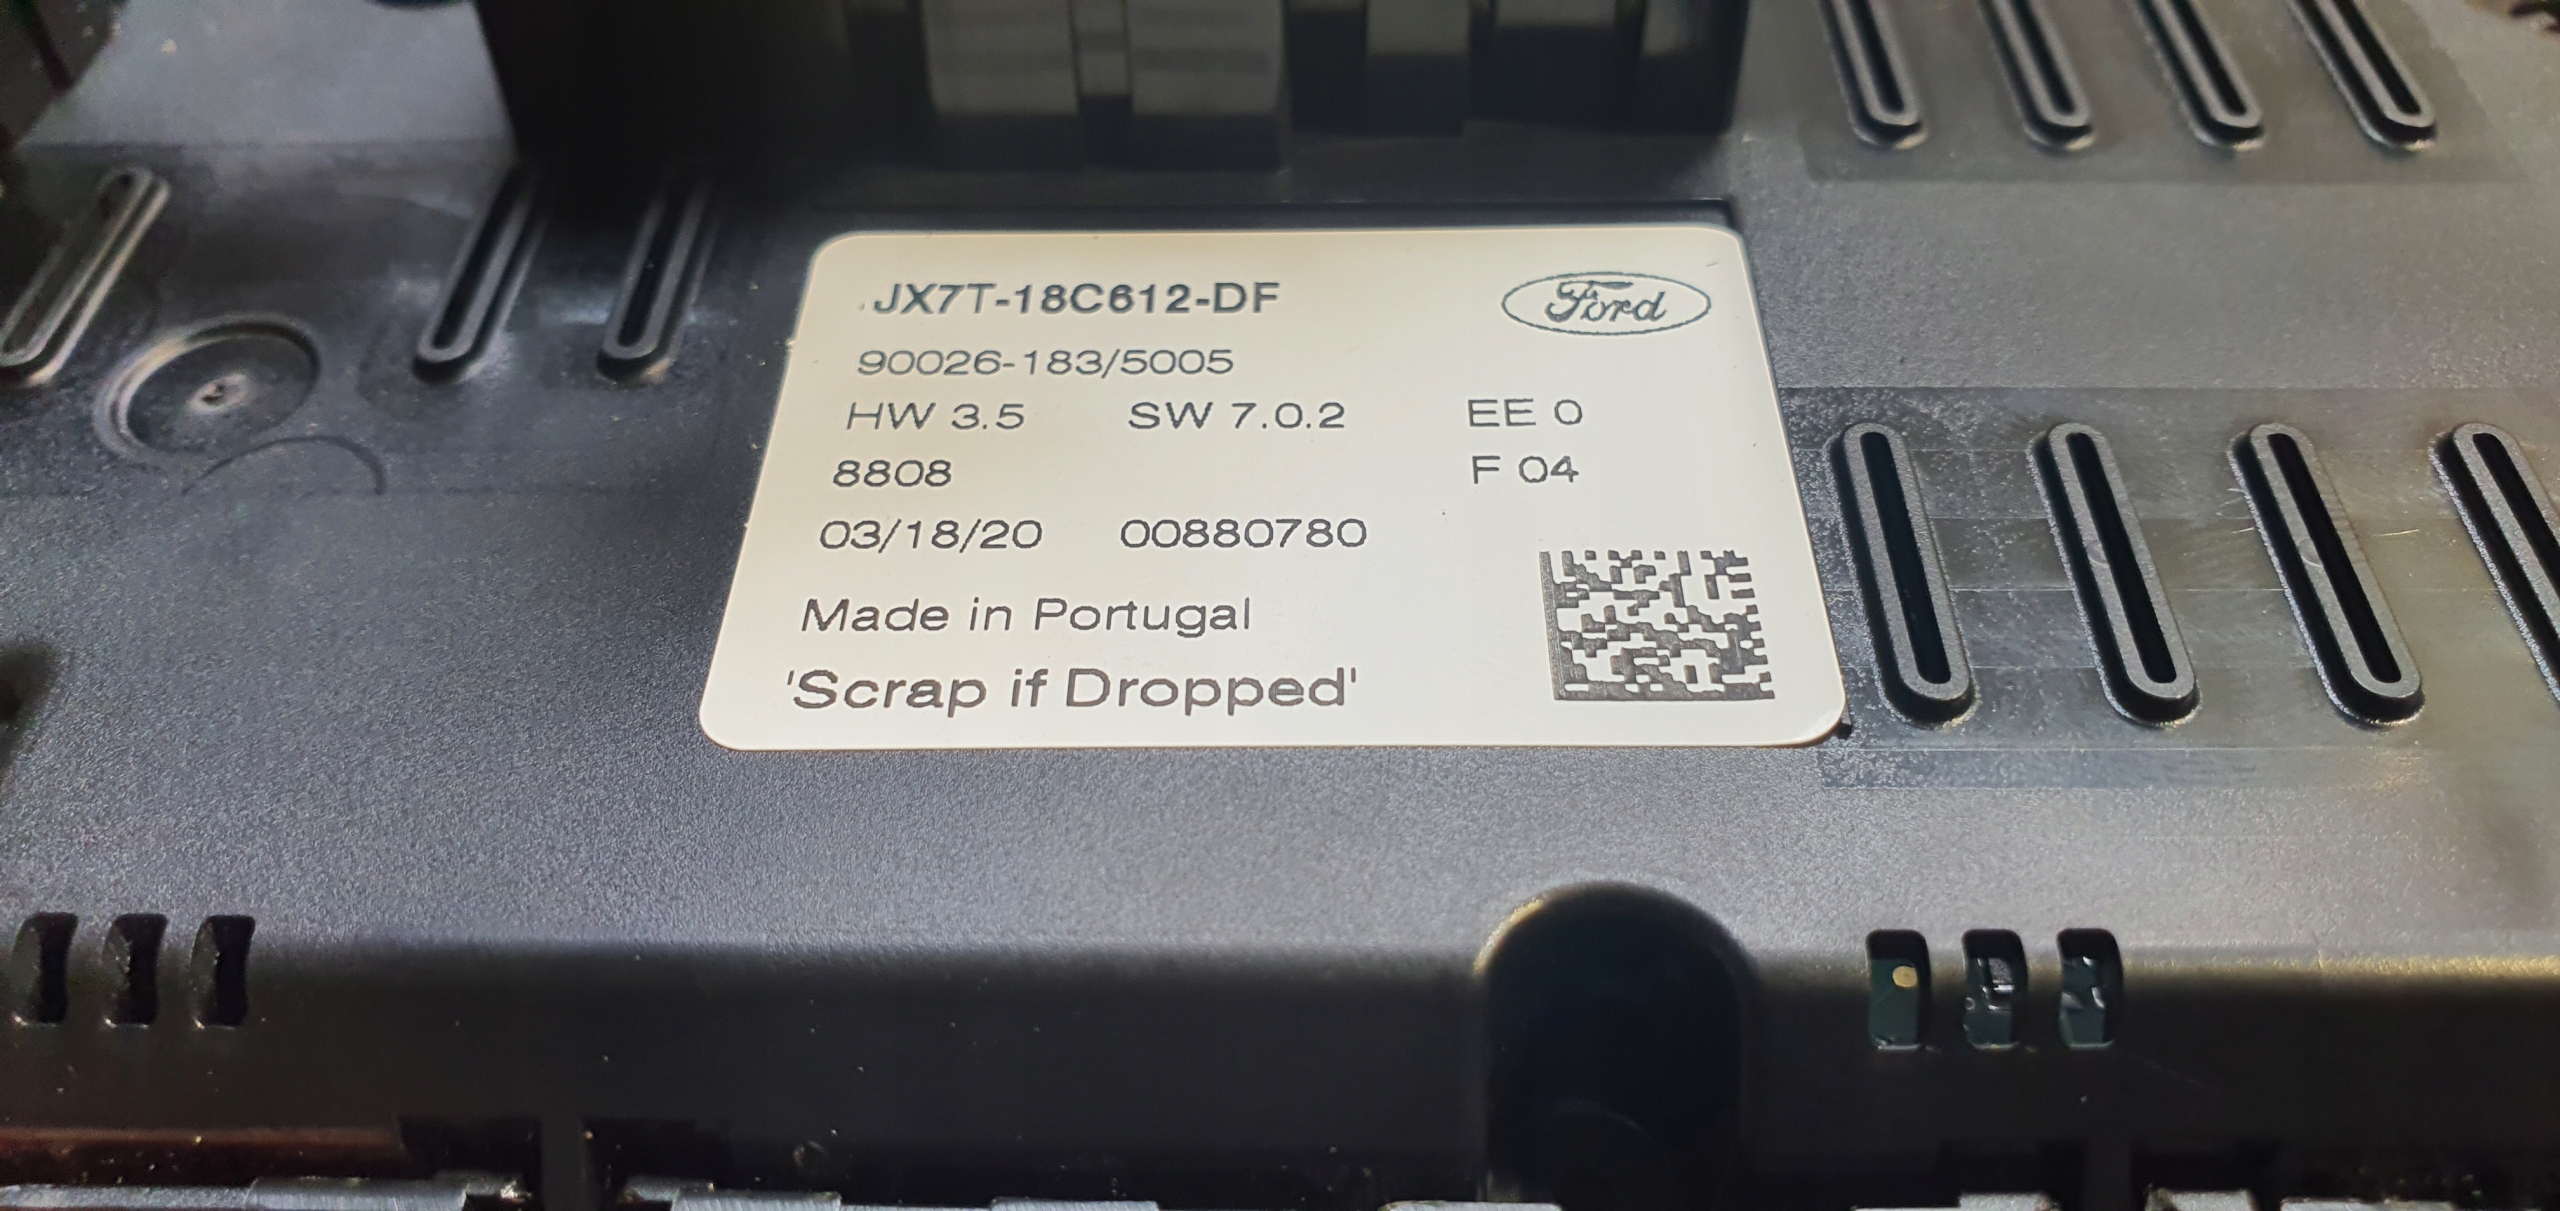 JX7T-18C612-DF
Ford
90026-183/5005
HW 3.5 SW 7.0.2 EE 0
8808 F 04
03/18/20 00880780
Made in Portugal
'Scrap if Dropped'